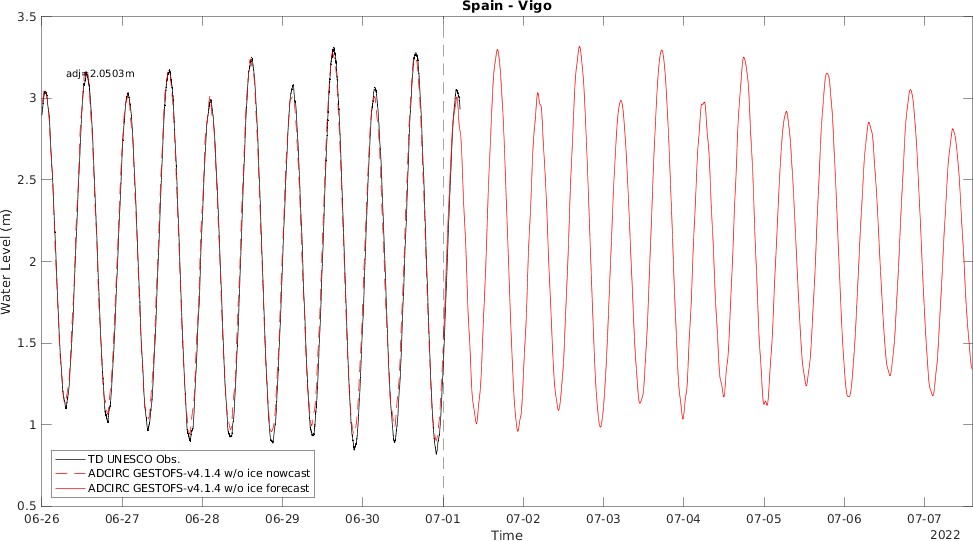 Spain - Vigo
3.5
adj=2.0503m
3
2.5
Water Level (m)
2
1.5
1
TD UNESCO Obs.
ADCIRC GESTOFS-v4.1.4 w/o ice nowcast
ADCIRC GESTOFS-v4.1.4 w/o ice forecast
0.5
06-26 06-27 06-28 06-29 06-30 07-01 07-02 07-03 07-04 07-05 07-06 07-07
Time
2022